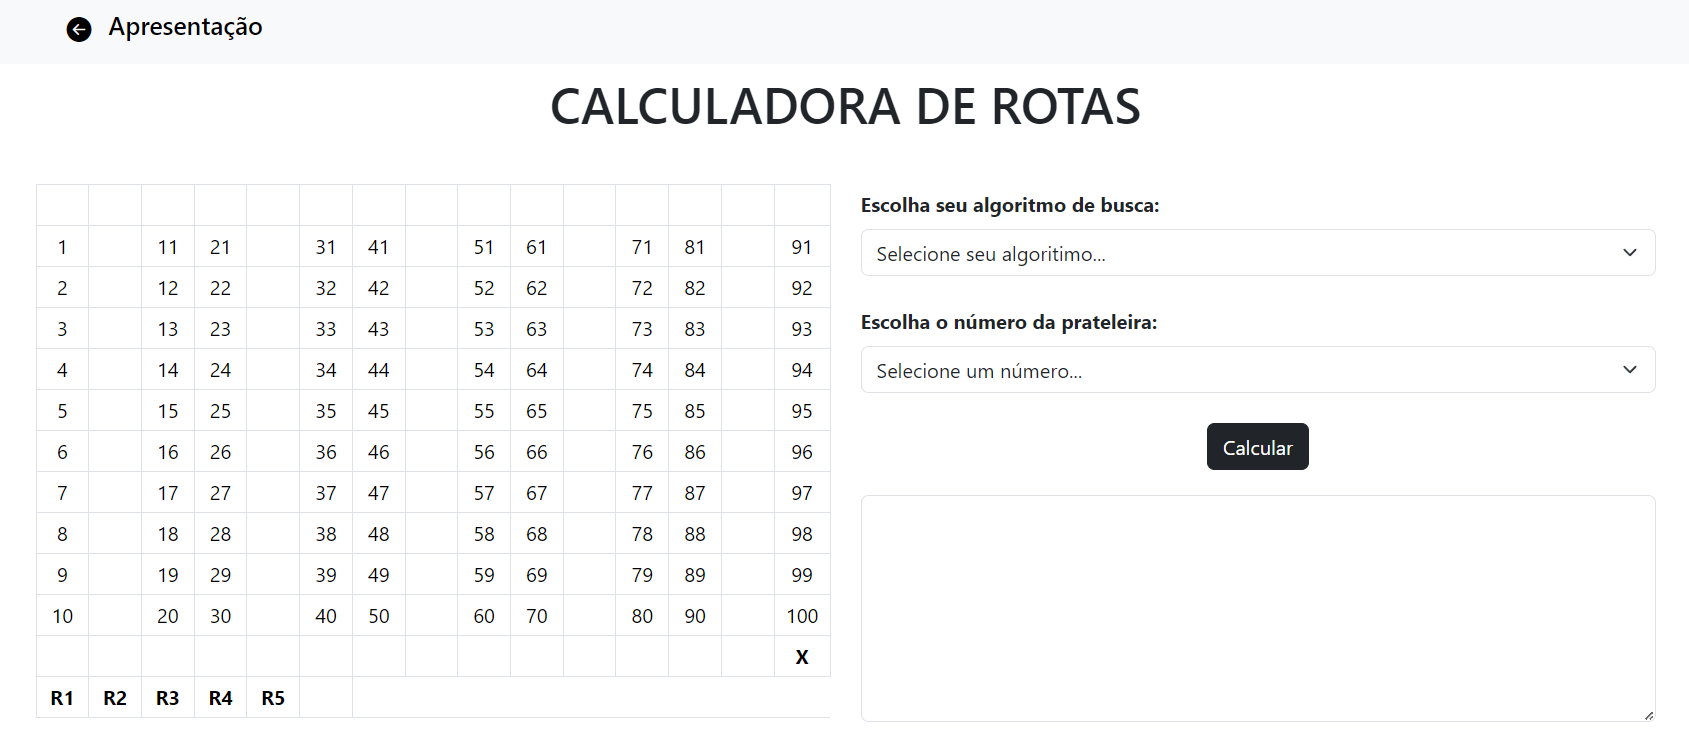 Apresentação
CALCULADORA DE ROTAS
1 11 21 31 41 51 61 71 81 91
2 12 22 32 42 52 62 72 82 92
3 13 23 33 43 53 63 73 83 93
4 14 24 34 44 54 64 74 84 94
5 15 25 35 45 55 65 75 85 95
6 16 26 36 46 56 66 76 86 96
7 17 27 37 47 57 67 77 87 97
8 18 28 38 48 58 68 78 88 98
9 19 29 39 49 59 69 79 89 99
10 20 30 40 50 60 70 80 90 100
X
R1 R2 R3 R4 R5
Escolha seu algoritmo de busca:
Selecione seu algoritimo...
Escolha o número da prateleira:
Selecione um número...
Calcular